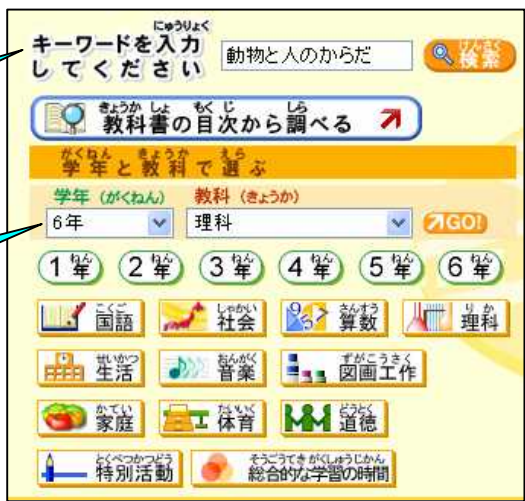 にゅうりょく
キーワードを入力
してください
動物と人のからだ
けんさく
検索
きょうかしょ もくじ しら
教科書の目次から調べる
がくねん きょうか えら
学年と教科で選ぶ
学年 (がくねん) 教科 (きょうか)
6年 理科 GO!
ねん ねん ねん ねん ねん ねん
1年 2年 3年 4年 5年 6年
こくご しゃかい さんすう りか
国語 社会 算数 理科
せいかつ おんがく ずがこうさく
生活 音楽 図画工作
かてい たいいく どうとく
家庭 体育 道徳
とくべつかつどう そうごうてきがくしゅうじかん
特別活動 総合的な学習の時間